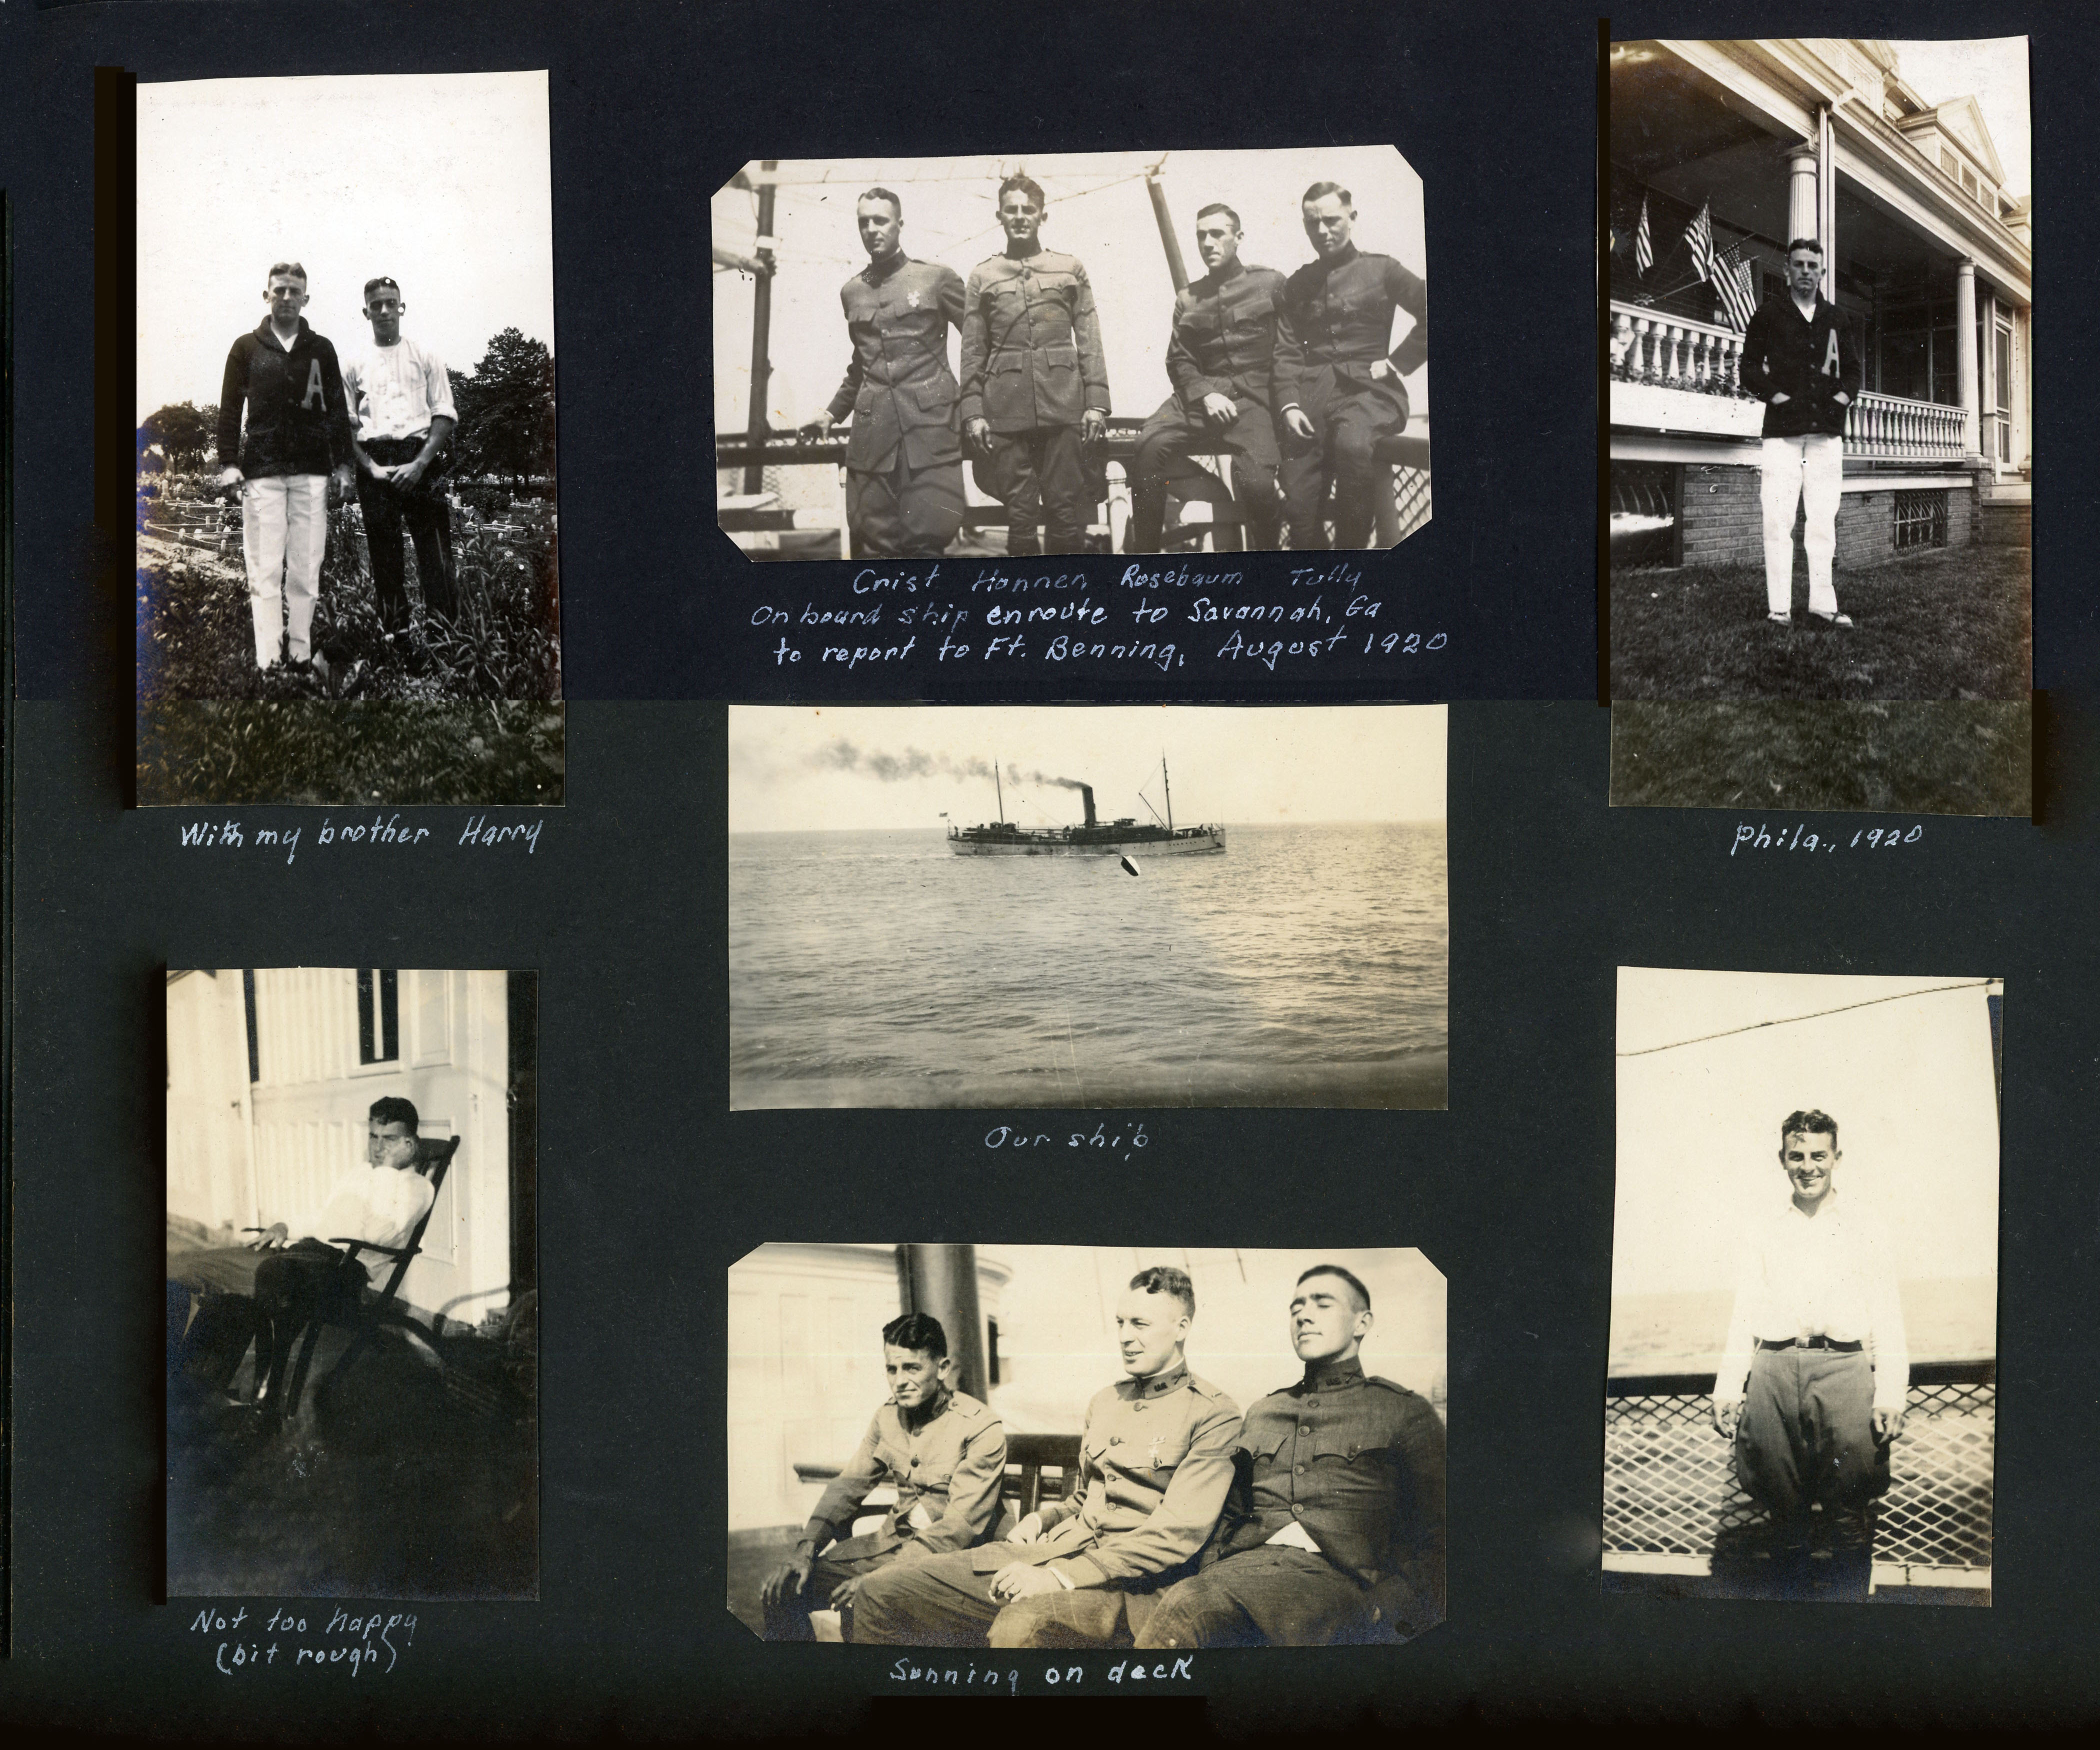 A
A
Crist Hannen Rosebaum Tully
On board ship enroute to Savannah, Ga
to report to Ft. Benning, August 1920
With my brother Harry
Phila., 1920
Our ship
Not too happy
(bit rough)
Sunning on deck